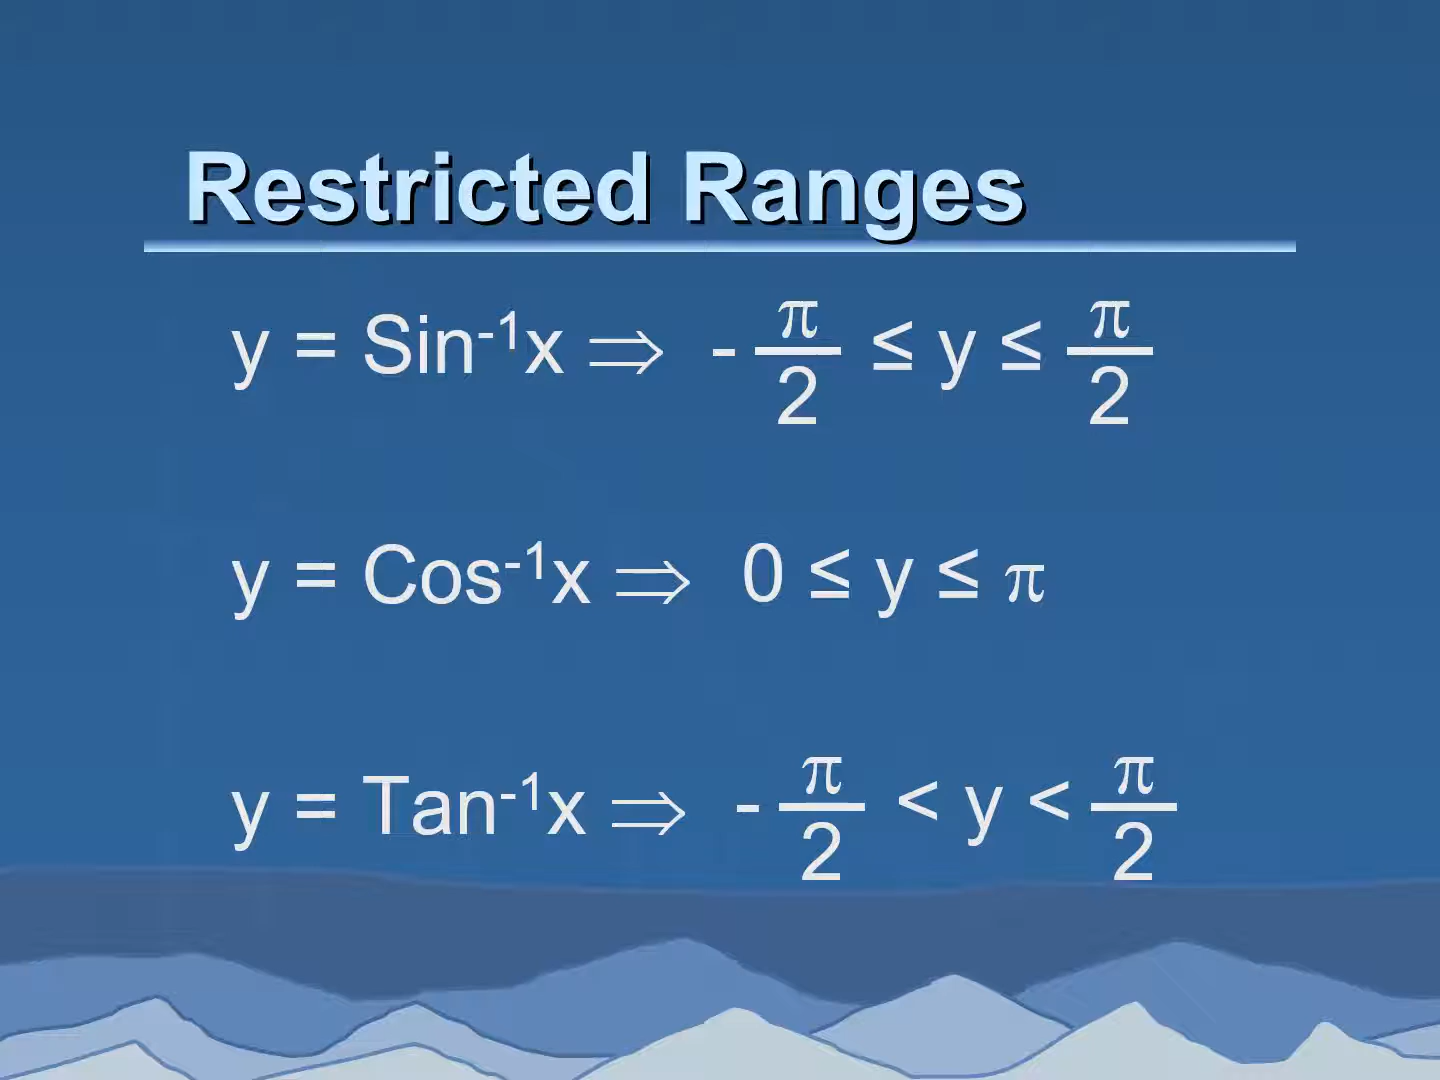 Restricted Ranges
y = Sin⁻¹x ⇒ - π/2 ≤ y ≤ π/2
y = Cos⁻¹x ⇒ 0 ≤ y ≤ π
y = Tan⁻¹x ⇒ - π/2 < y < π/2